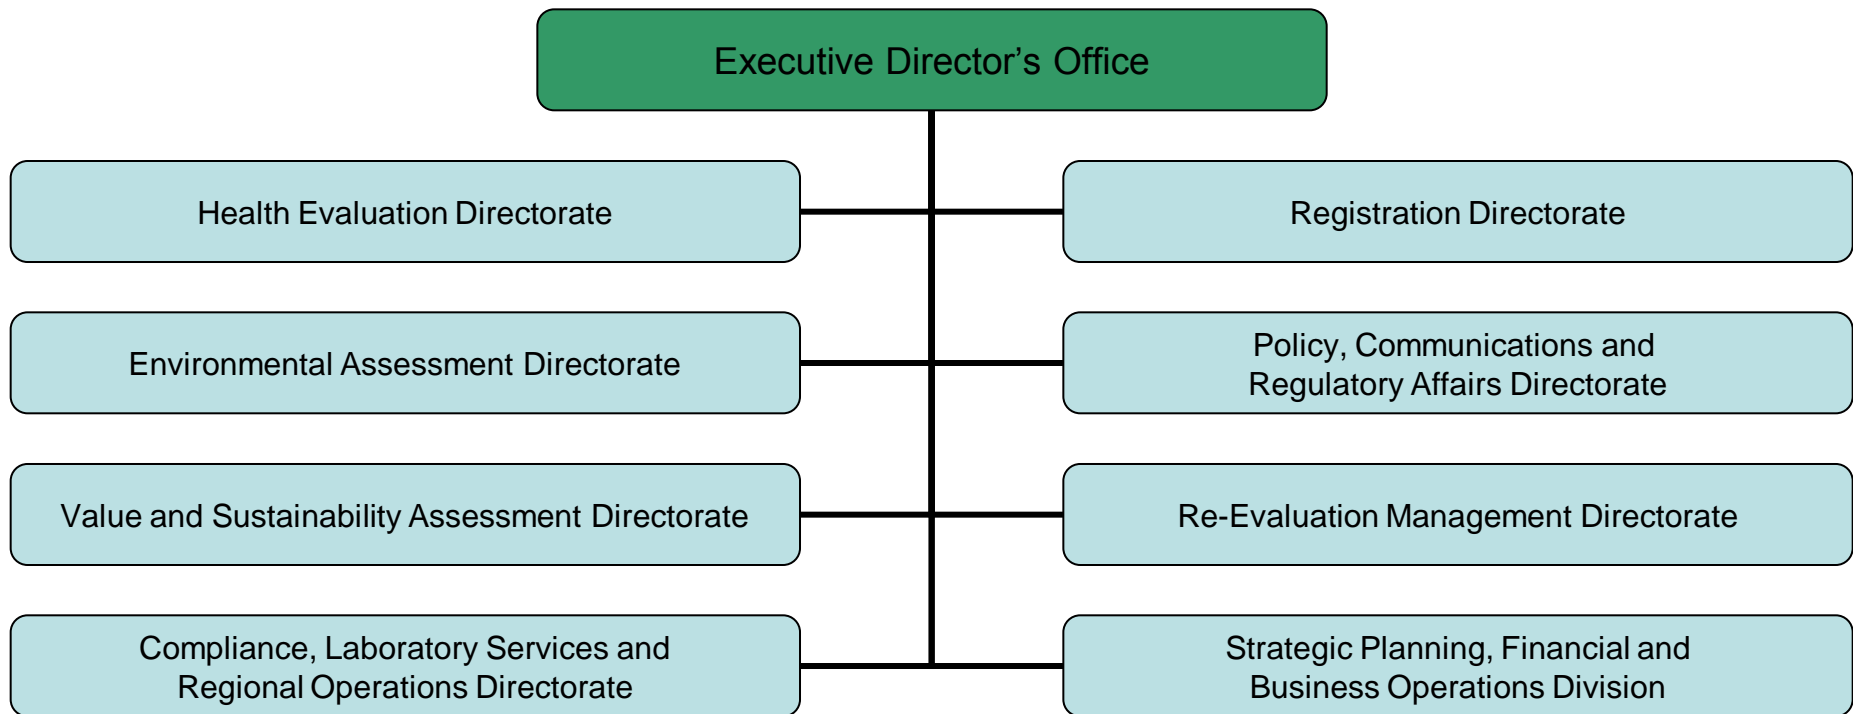 Executive Director’s Office
Health Evaluation Directorate
Registration Directorate
Environmental Assessment Directorate
Policy, Communications and
Regulatory Affairs Directorate
Value and Sustainability Assessment Directorate
Re-Evaluation Management Directorate
Compliance, Laboratory Services and
Regional Operations Directorate
Strategic Planning, Financial and
Business Operations Division